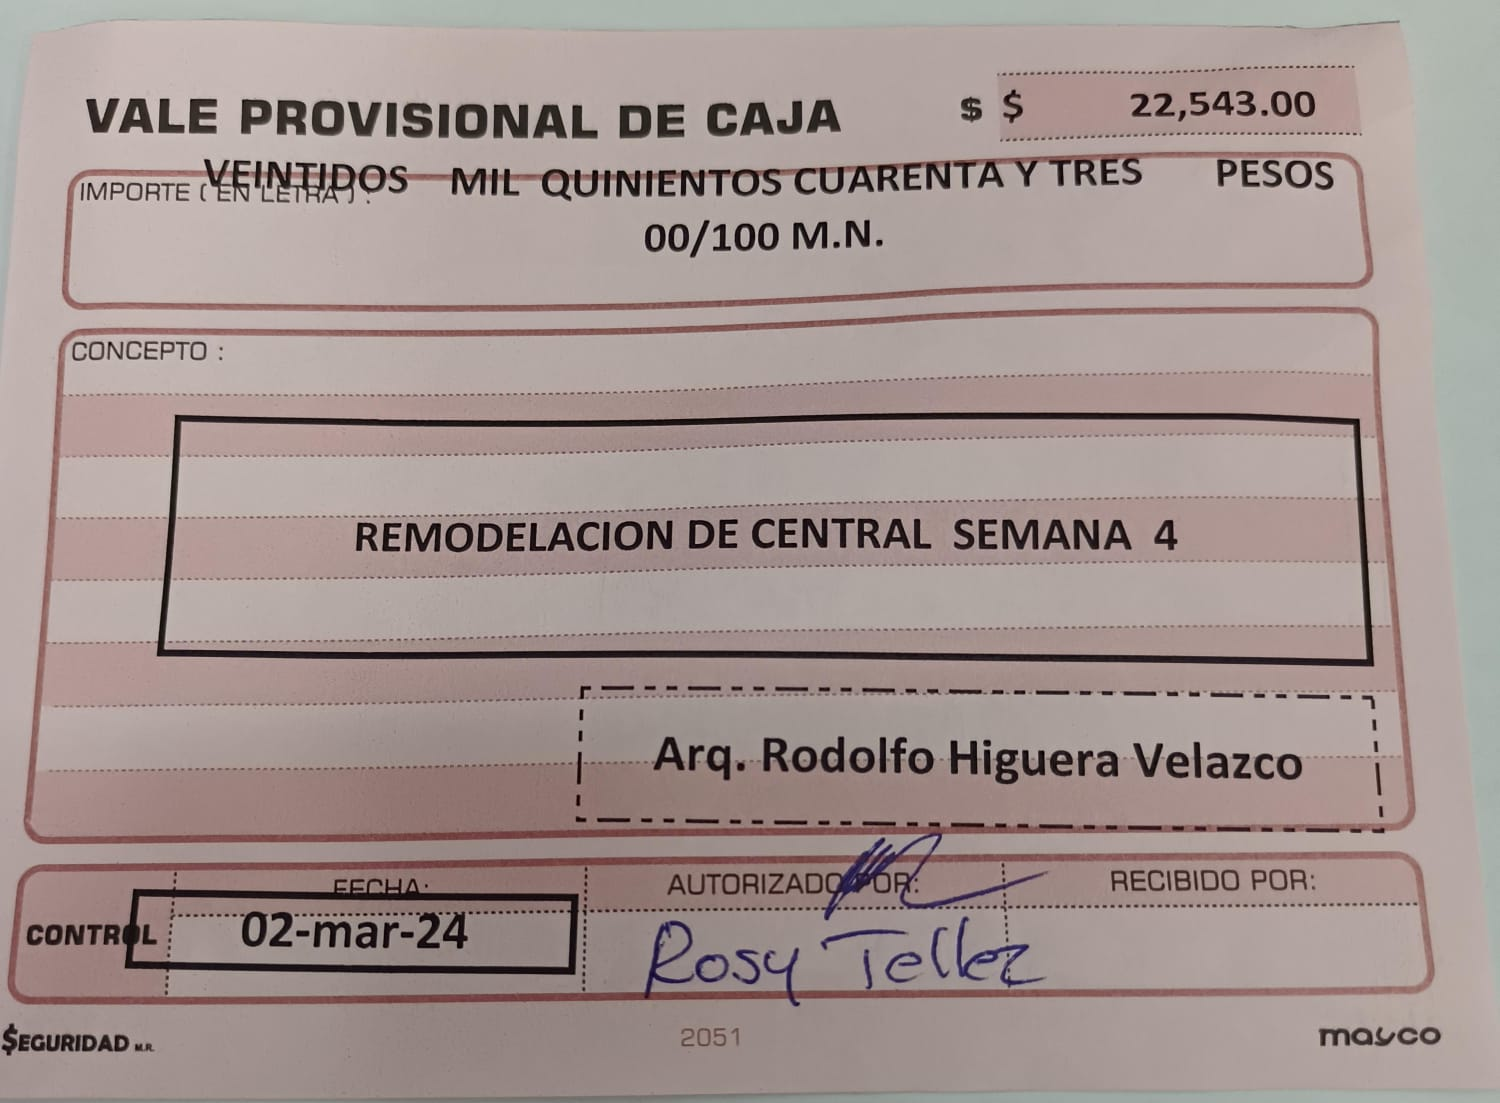 VALE PROVISIONAL DE CAJA $ $ 22,543.00
IMPORTE ( EN LETRA ) : VEINTIDOS MIL QUINIENTOS CUARENTA Y TRES PESOS
00/100 M.N.
CONCEPTO :
REMODELACION DE CENTRAL SEMANA 4
Arq. Rodolfo Higuera Velazco
FECHA: AUTORIZADO POR: RECIBIDO POR:
CONTROL 02-mar-24 Rosy Tellez
$EGURIDAD M.R. 2051 mayco